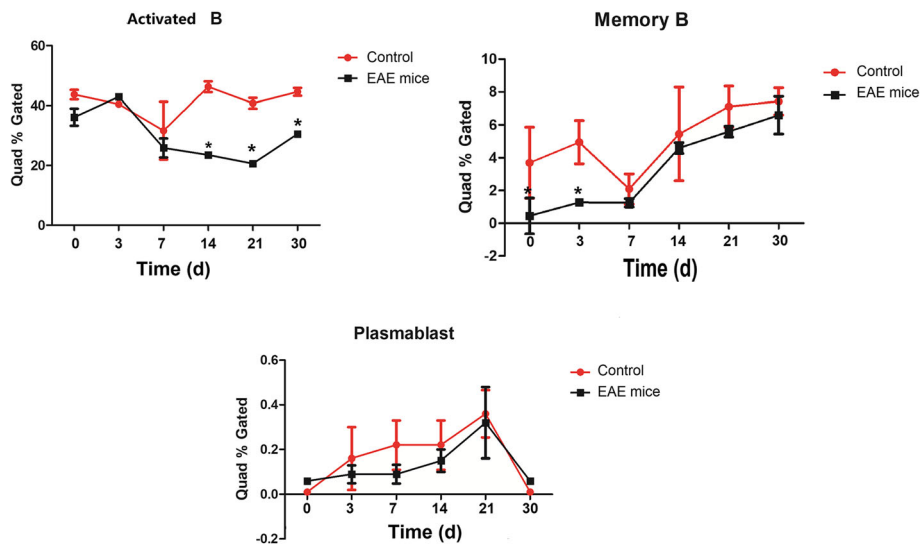 Activated B
Control
EAE mice
Quad % Gated
60
40
20
0
*
*
*
0 3 7 14 21 30
Time (d)
Memory B
Control
EAE mice
Quad % Gated
10
8
6
4
2
0
-2
*
*
0 3 7 14 21 30
Time (d)
Plasmablast
Control
EAE mice
Quad % Gated
0.6
0.4
0.2
0.0
-0.2
0 3 7 14 21 30
Time (d)